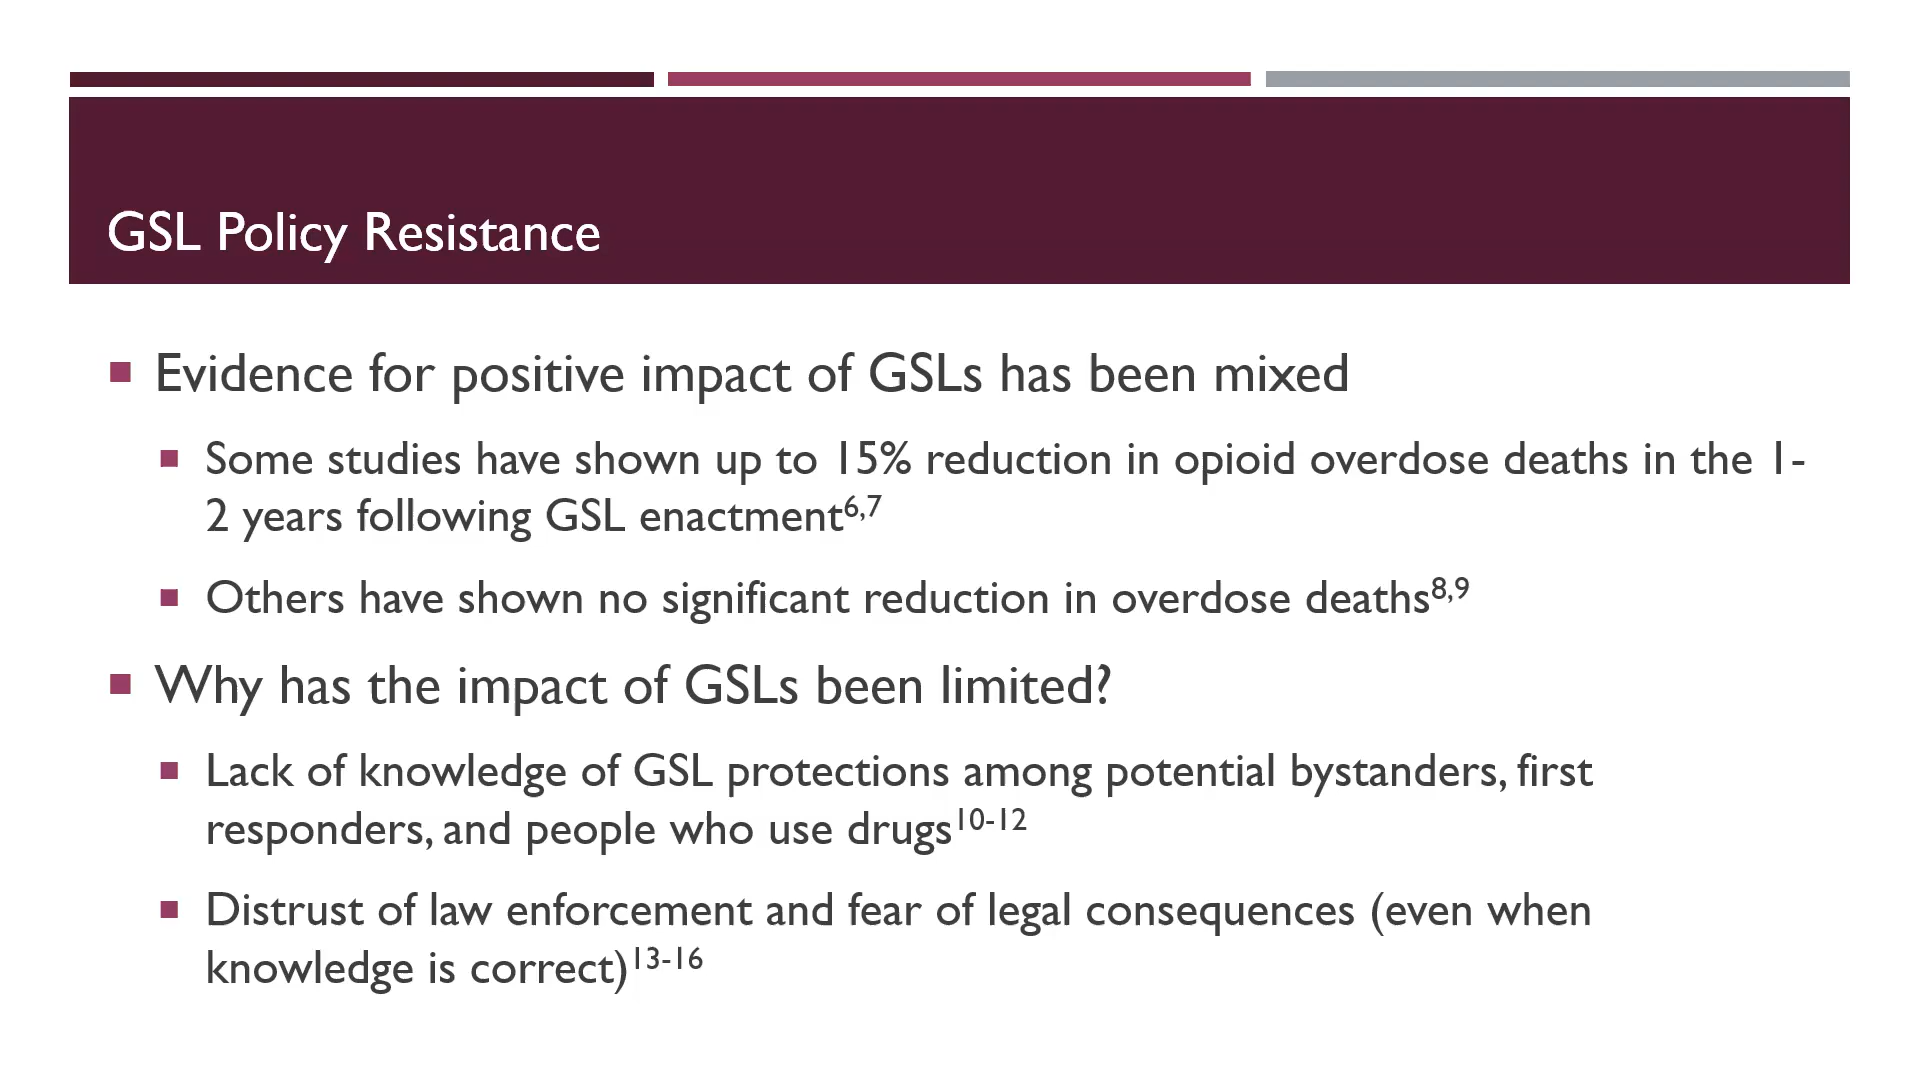 GSL Policy Resistance
Evidence for positive impact of GSLs has been mixed
Some studies have shown up to 15% reduction in opioid overdose deaths in the 1-
2 years following GSL enactment6,7
Others have shown no significant reduction in overdose deaths8,9
Why has the impact of GSLs been limited?
Lack of knowledge of GSL protections among potential bystanders, first
responders, and people who use drugs10-12
Distrust of law enforcement and fear of legal consequences (even when
knowledge is correct)13-16